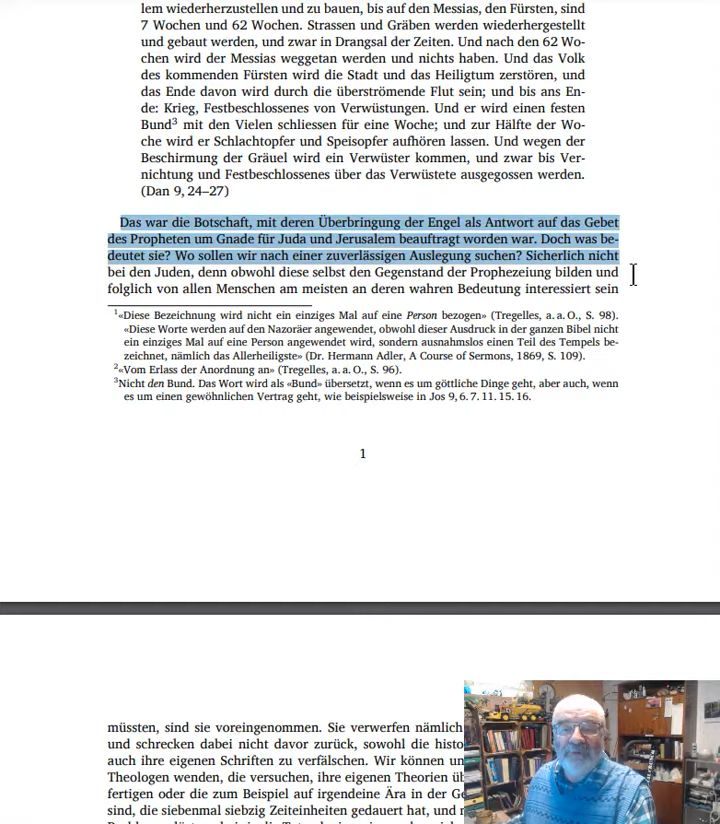 lem wiederherzustellen und zu bauen, bis auf den Messias, den Fürsten, sind
7 Wochen und 62 Wochen. Strassen und Gräben werden wiederhergestellt
und gebaut werden, und zwar in Drangsal der Zeiten. Und nach den 62 Wo-
chen wird der Messias weggetan werden und nichts haben. Und das Volk
des kommenden Fürsten wird die Stadt und das Heiligtum zerstören, und
das Ende davon wird durch die überströmende Flut sein; und bis ans En-
de: Krieg, Festbeschlossenes von Verwüstungen. Und er wird einen festen
Bund³ mit den Vielen schliessen für eine Woche; und zur Hälfte der Wo-
che wird er Schlachtopfer und Speisopfer aufhören lassen. Und wegen der
Beschirmung der Gräuel wird ein Verwüster kommen, und zwar bis Ver-
nichtung und Festbeschlossenes über das Verwüstete ausgegossen werden.
(Dan 9, 24–27)
Das war die Botschaft, mit deren Überbringung der Engel als Antwort auf das Gebet
des Propheten um Gnade für Juda und Jerusalem beauftragt worden war. Doch was be-
deutet sie? Wo sollen wir nach einer zuverlässigen Auslegung suchen? Sicherlich nicht
bei den Juden, denn obwohl diese selbst den Gegenstand der Prophezeiung bilden und
folglich von allen Menschen am meisten an deren wahren Bedeutung interessiert sein
¹«Diese Bezeichnung wird nicht ein einziges Mal auf eine Person bezogen» (Tregelles, a. a. O., S. 98).
«Diese Worte werden auf den Nazoräer angewendet, obwohl dieser Ausdruck in der ganzen Bibel nicht
ein einziges Mal auf eine Person angewendet wird, sondern ausnahmslos einen Teil des Tempels be-
zeichnet, nämlich das Allerheiligste» (Dr. Hermann Adler, A Course of Sermons, 1869, S. 109).
²«Vom Erlass der Anordnung an» (Tregelles, a. a. O., S. 96).
³Nicht den Bund. Das Wort wird als «Bund» übersetzt, wenn es um göttliche Dinge geht, aber auch, wenn
es um einen gewöhnlichen Vertrag geht, wie beispielsweise in Jos 9, 6. 7. 11. 15. 16.
1
müssten, sind sie voreingenommen. Sie verwerfen nämlich
und schrecken dabei nicht davor zurück, sowohl die histo
auch ihre eigenen Schriften zu verfälschen. Wir können un
Theologen wenden, die versuchen, ihre eigenen Theorien üb
fertigen oder die zum Beispiel auf irgendeine Ära in der Ge
sind, die siebenmal siebzig Zeiteinheiten gedauert hat, und